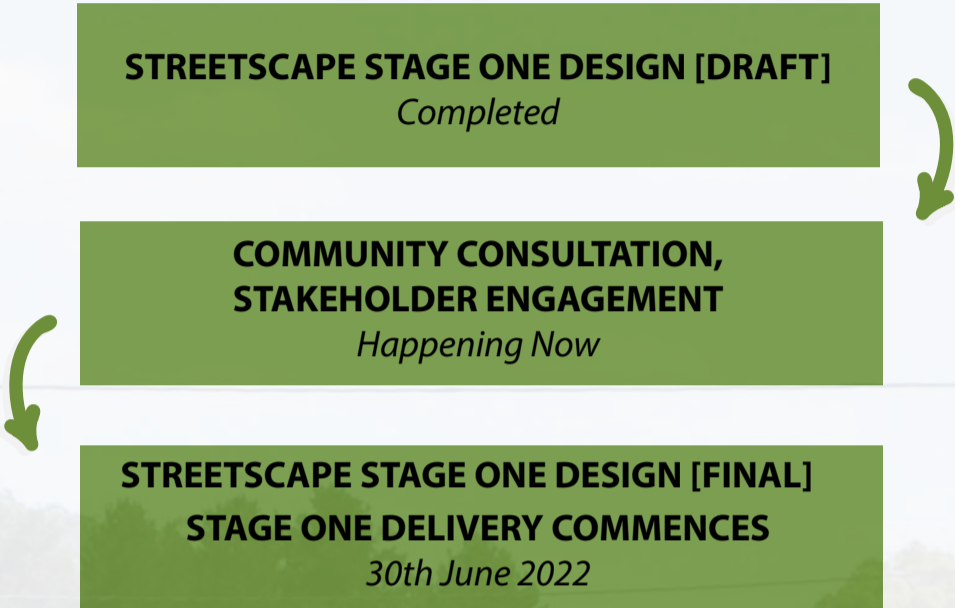 STREETSCAPE STAGE ONE DESIGN [DRAFT]
Completed
COMMUNITY CONSULTATION,
STAKEHOLDER ENGAGEMENT
Happening Now
STREETSCAPE STAGE ONE DESIGN [FINAL]
STAGE ONE DELIVERY COMMENCES
30th June 2022